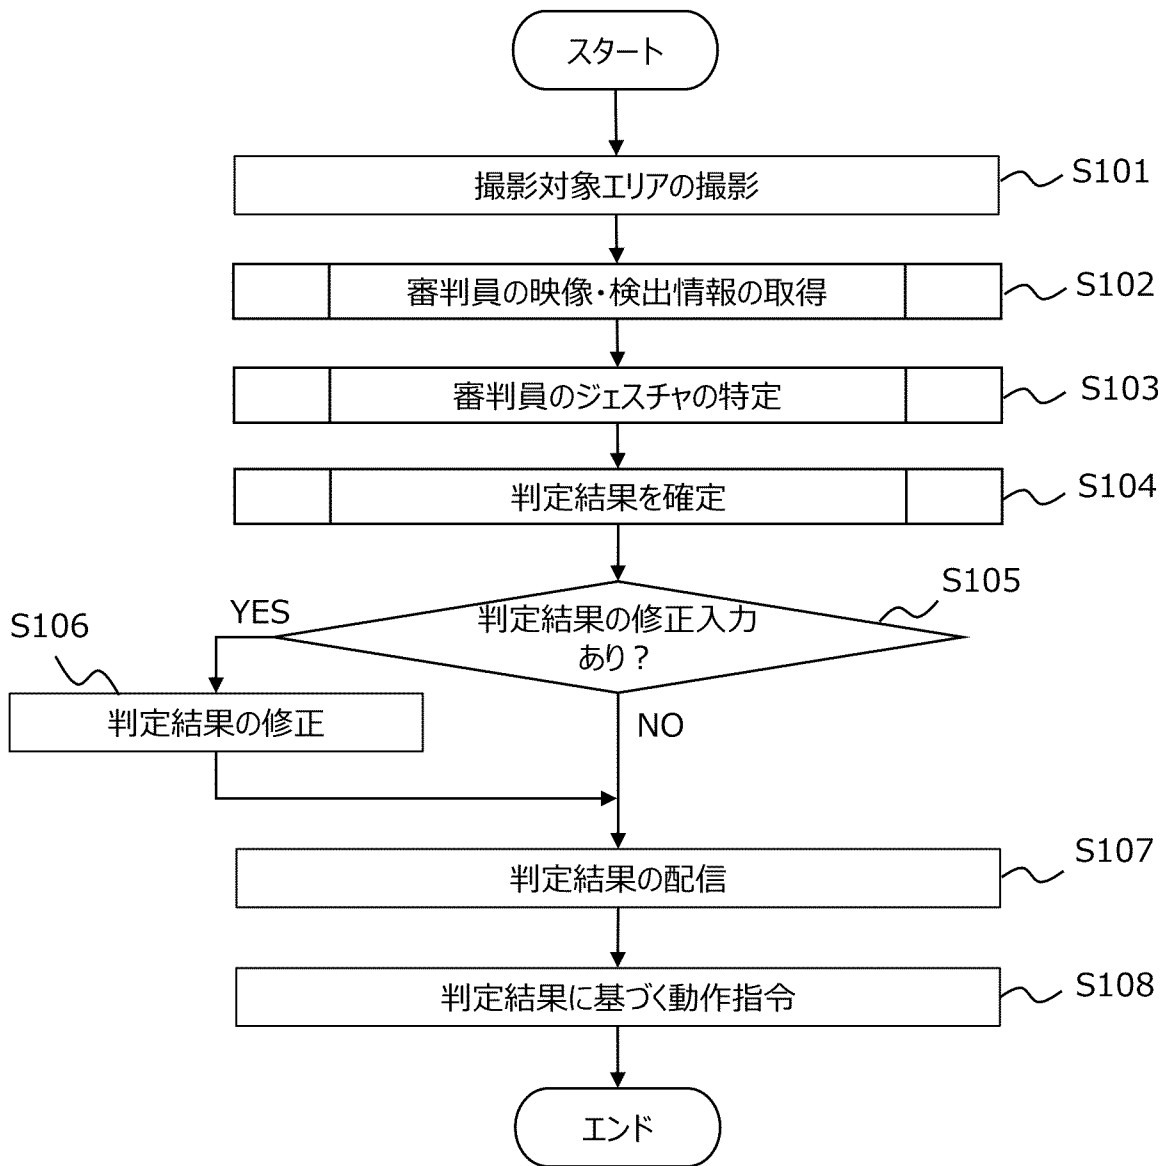 スタート
撮影対象エリアの撮影
S101
審判員の映像・検出情報の取得
S102
審判員のジェスチャの特定
S103
判定結果を確定
S104
判定結果の修正入力
あり？
S105
YES
S106
判定結果の修正
NO
判定結果の配信
S107
判定結果に基づく動作指令
S108
エンド